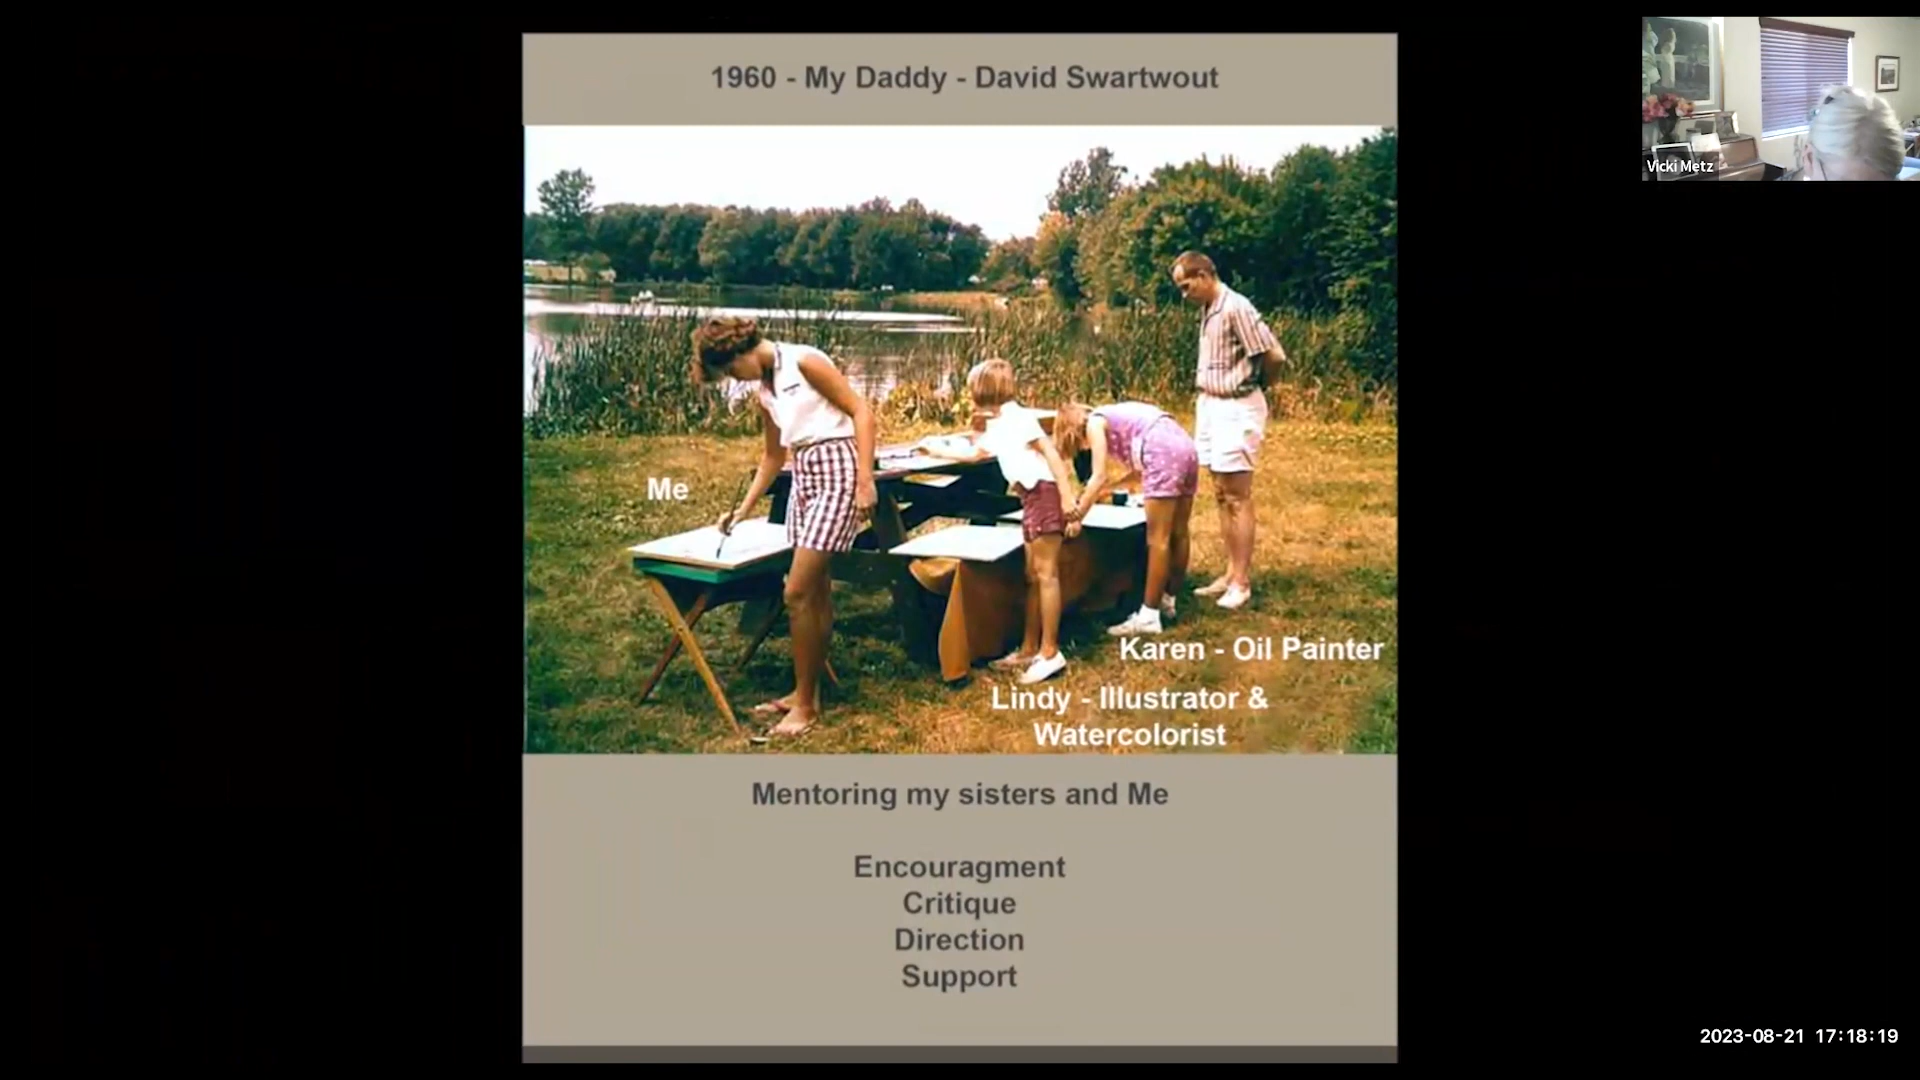 1960 - My Daddy - David Swartwout
Vicki Metz
Me
Karen - Oil Painter
Lindy - Illustrator &
Watercolorist
Mentoring my sisters and Me
Encouragment
Critique
Direction
Support
2023-08-21 17:18:19